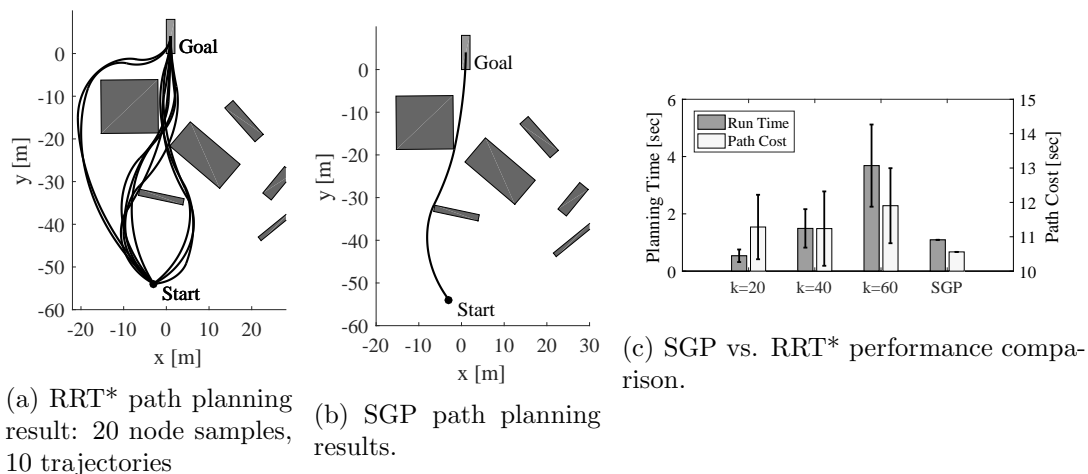 Goal
0
-10
-20
-30
-40
-50
-60
y [m]
Start
-20
-10
0
10
20
x [m]
(a) RRT* path planning
result: 20 node samples,
10 trajectories
Goal
0
-10
-20
-30
-40
-50
-60
y [m]
Start
-20
-10
0
10
20
30
x [m]
(b) SGP path planning
results.
6
4
2
0
Planning Time [sec]
Run Time
Path Cost
15
14
13
12
11
10
Path Cost [sec]
k=20
k=40
k=60
SGP
(c) SGP vs. RRT* performance compa-
rison.